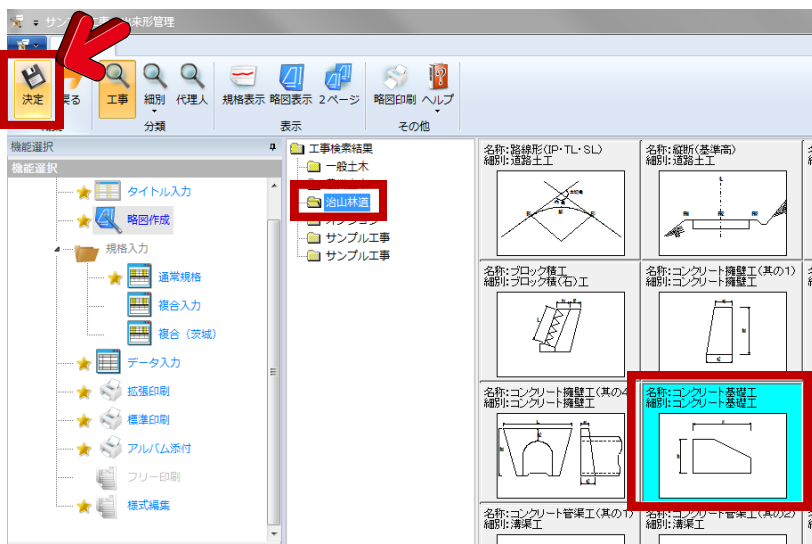 サンプル工事 出来形管理
決定
戻る
工事
細別
代理人
規格表示
略図表示
2ページ
略図印刷
ヘルプ
分類
表示
その他
機能選択
機能選択
タイトル入力
略図作成
規格入力
通常規格
複合入力
複合（茨城）
データ入力
拡張印刷
標準印刷
アルバム添付
フリー印刷
様式編集
工事検索結果
一般土木
治山林道
サンプル工事
サンプル工事
名称:路線形(IP・TL・SL)
細別:道路土工
名称:縦断(基準高)
細別:道路土工
名称:ブロック積工
細別:ブロック積(石)工
名称:コンクリート擁壁工(其の1)
細別:コンクリート擁壁工
名称:コンクリート擁壁工(其の4
細別:コンクリート擁壁工
名称:コンクリート基礎工
細別:コンクリート基礎工
名称:コンクリート管渠工(其の1)
細別:溝渠工
名称:コンクリート管渠工(其の2)
細別:溝渠工